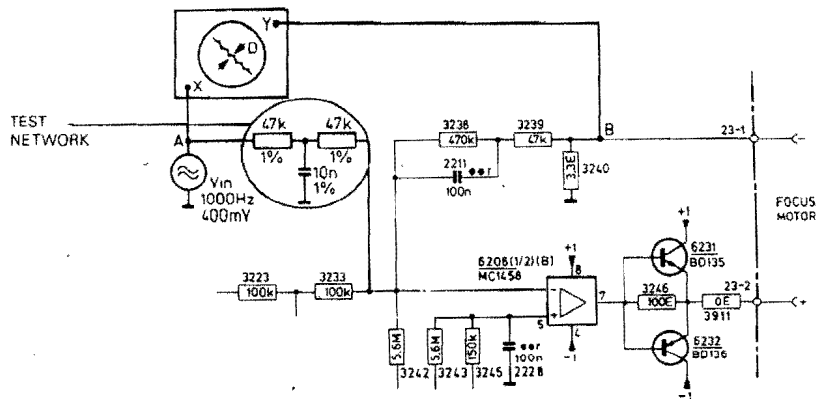 Y
D
X
TEST
NETWORK
A
47k
1%
47k
1%
10n
1%
Vin
1000Hz
400mV
3238
470k
3239
47k
B
23-1
2211
100n
3,3E
3240
FOCUS
MOTOR
3223
100k
3233
100k
6208(1/2)(B)
MC1458
+1
8
-
+
7
5
4
-1
+1
6231
BD135
3246
100E
23-2
0E
3911
+
6232
BD136
-1
5.6M
3242
5.6M
3243
150k
3245
100n
2228